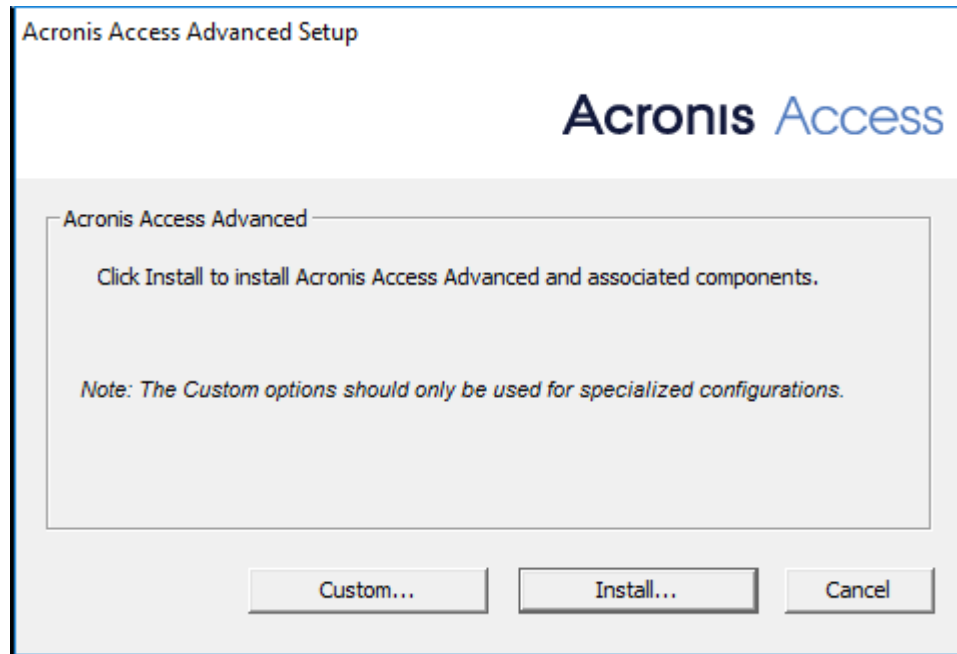 Acronis Access Advanced Setup
Acronis Access
Acronis Access Advanced
Click Install to install Acronis Access Advanced and associated components.
Note: The Custom options should only be used for specialized configurations.
Custom... Install... Cancel